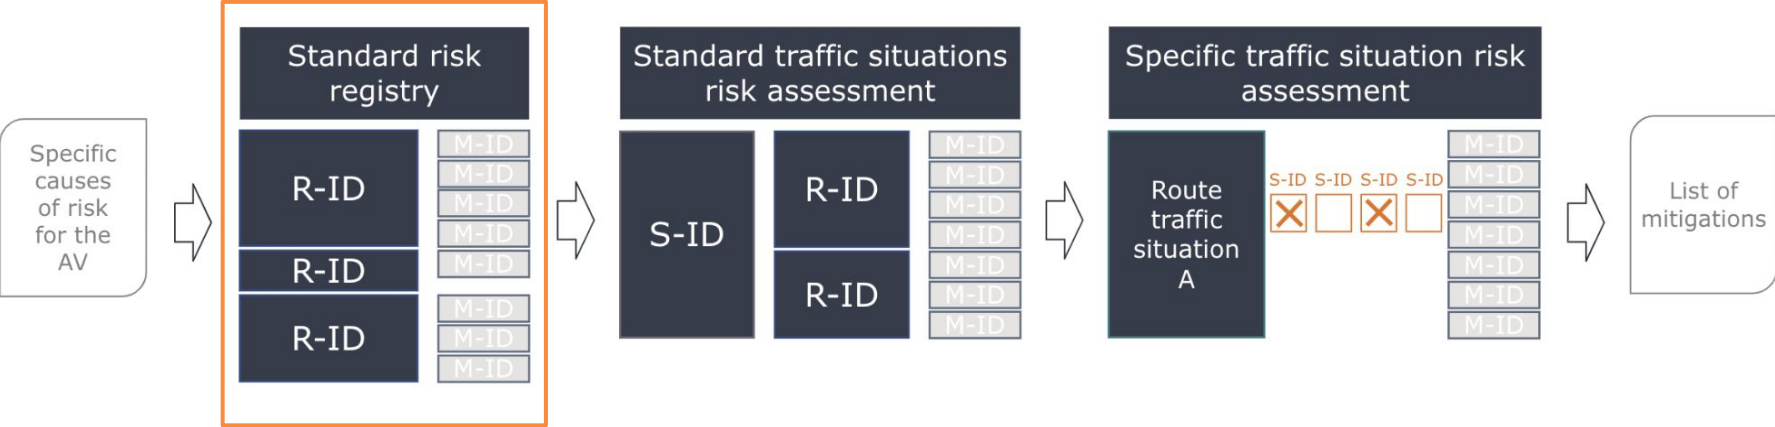 Specific
causes
of risk
for the
AV
Standard risk
registry
R-ID
R-ID
R-ID
M-ID
M-ID
M-ID
M-ID
M-ID
M-ID
M-ID
M-ID
Standard traffic situations
risk assessment
S-ID
R-ID
R-ID
M-ID
M-ID
M-ID
M-ID
M-ID
M-ID
M-ID
Specific traffic situation risk
assessment
Route
traffic
situation
A
S-ID S-ID S-ID S-ID
M-ID
M-ID
M-ID
M-ID
M-ID
M-ID
M-ID
List of
mitigations